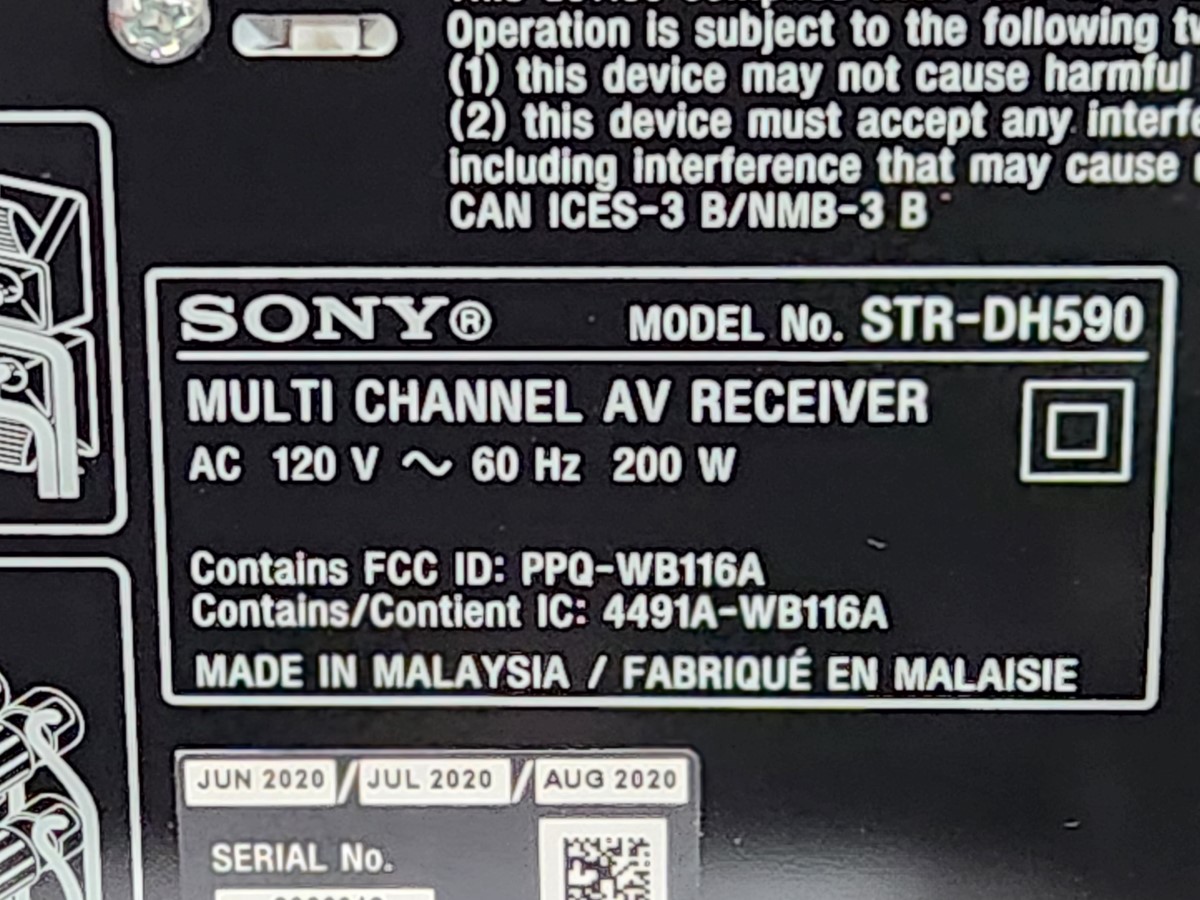 Operation is subject to the following
(1) this device may not cause harmful
(2) this device must accept any
including interference that may cause
CAN ICES-3 B/NMB-3 B
SONY® MODEL No. STR-DH590
MULTI CHANNEL AV RECEIVER
AC 120 V ~ 60 Hz 200 W
Contains FCC ID: PPQ-WB116A
Contains/Contient IC: 4491A-WB116A
MADE IN MALAYSIA / FABRIQUÉ EN MALAISIE
JUN 2020 / JUL 2020 / AUG 2020
SERIAL No.